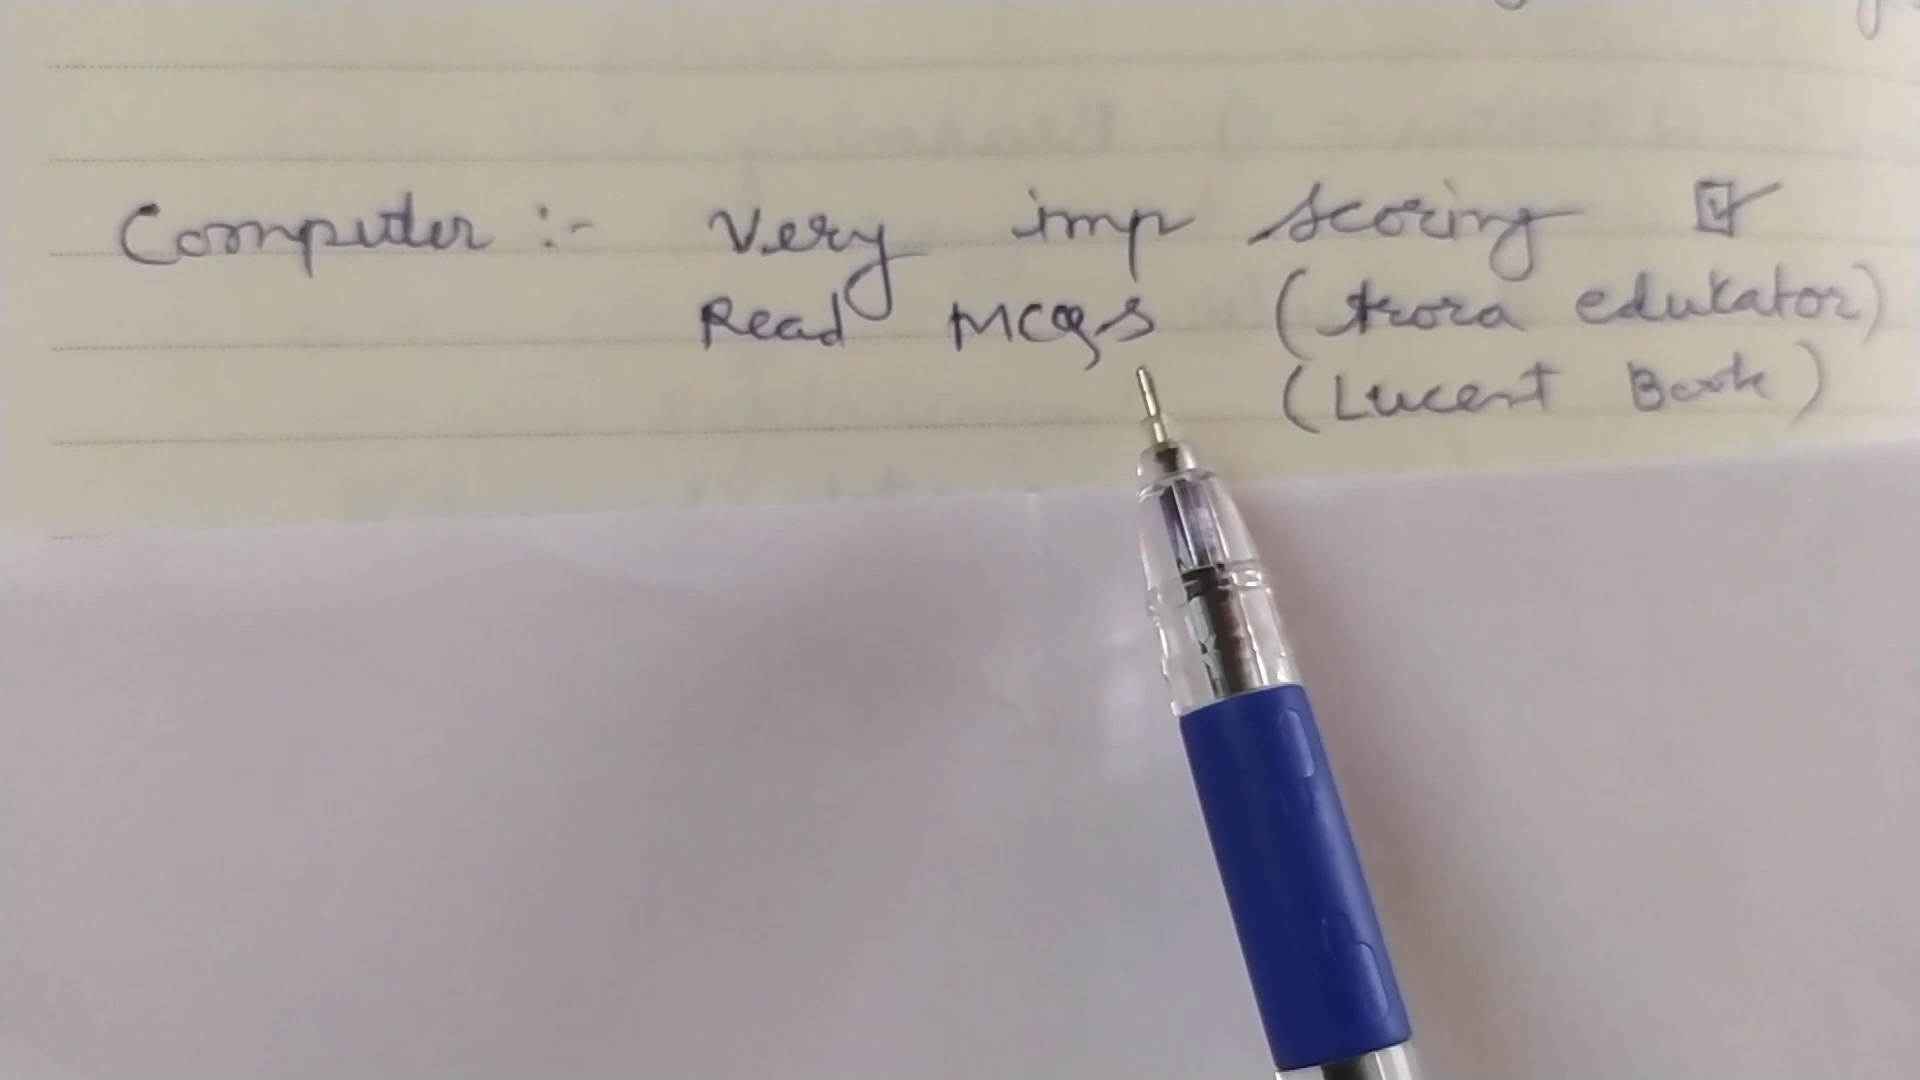 Computer :- Very imp scoring ☑
Read MCQs (Arora edukator)
(Lucent Book)